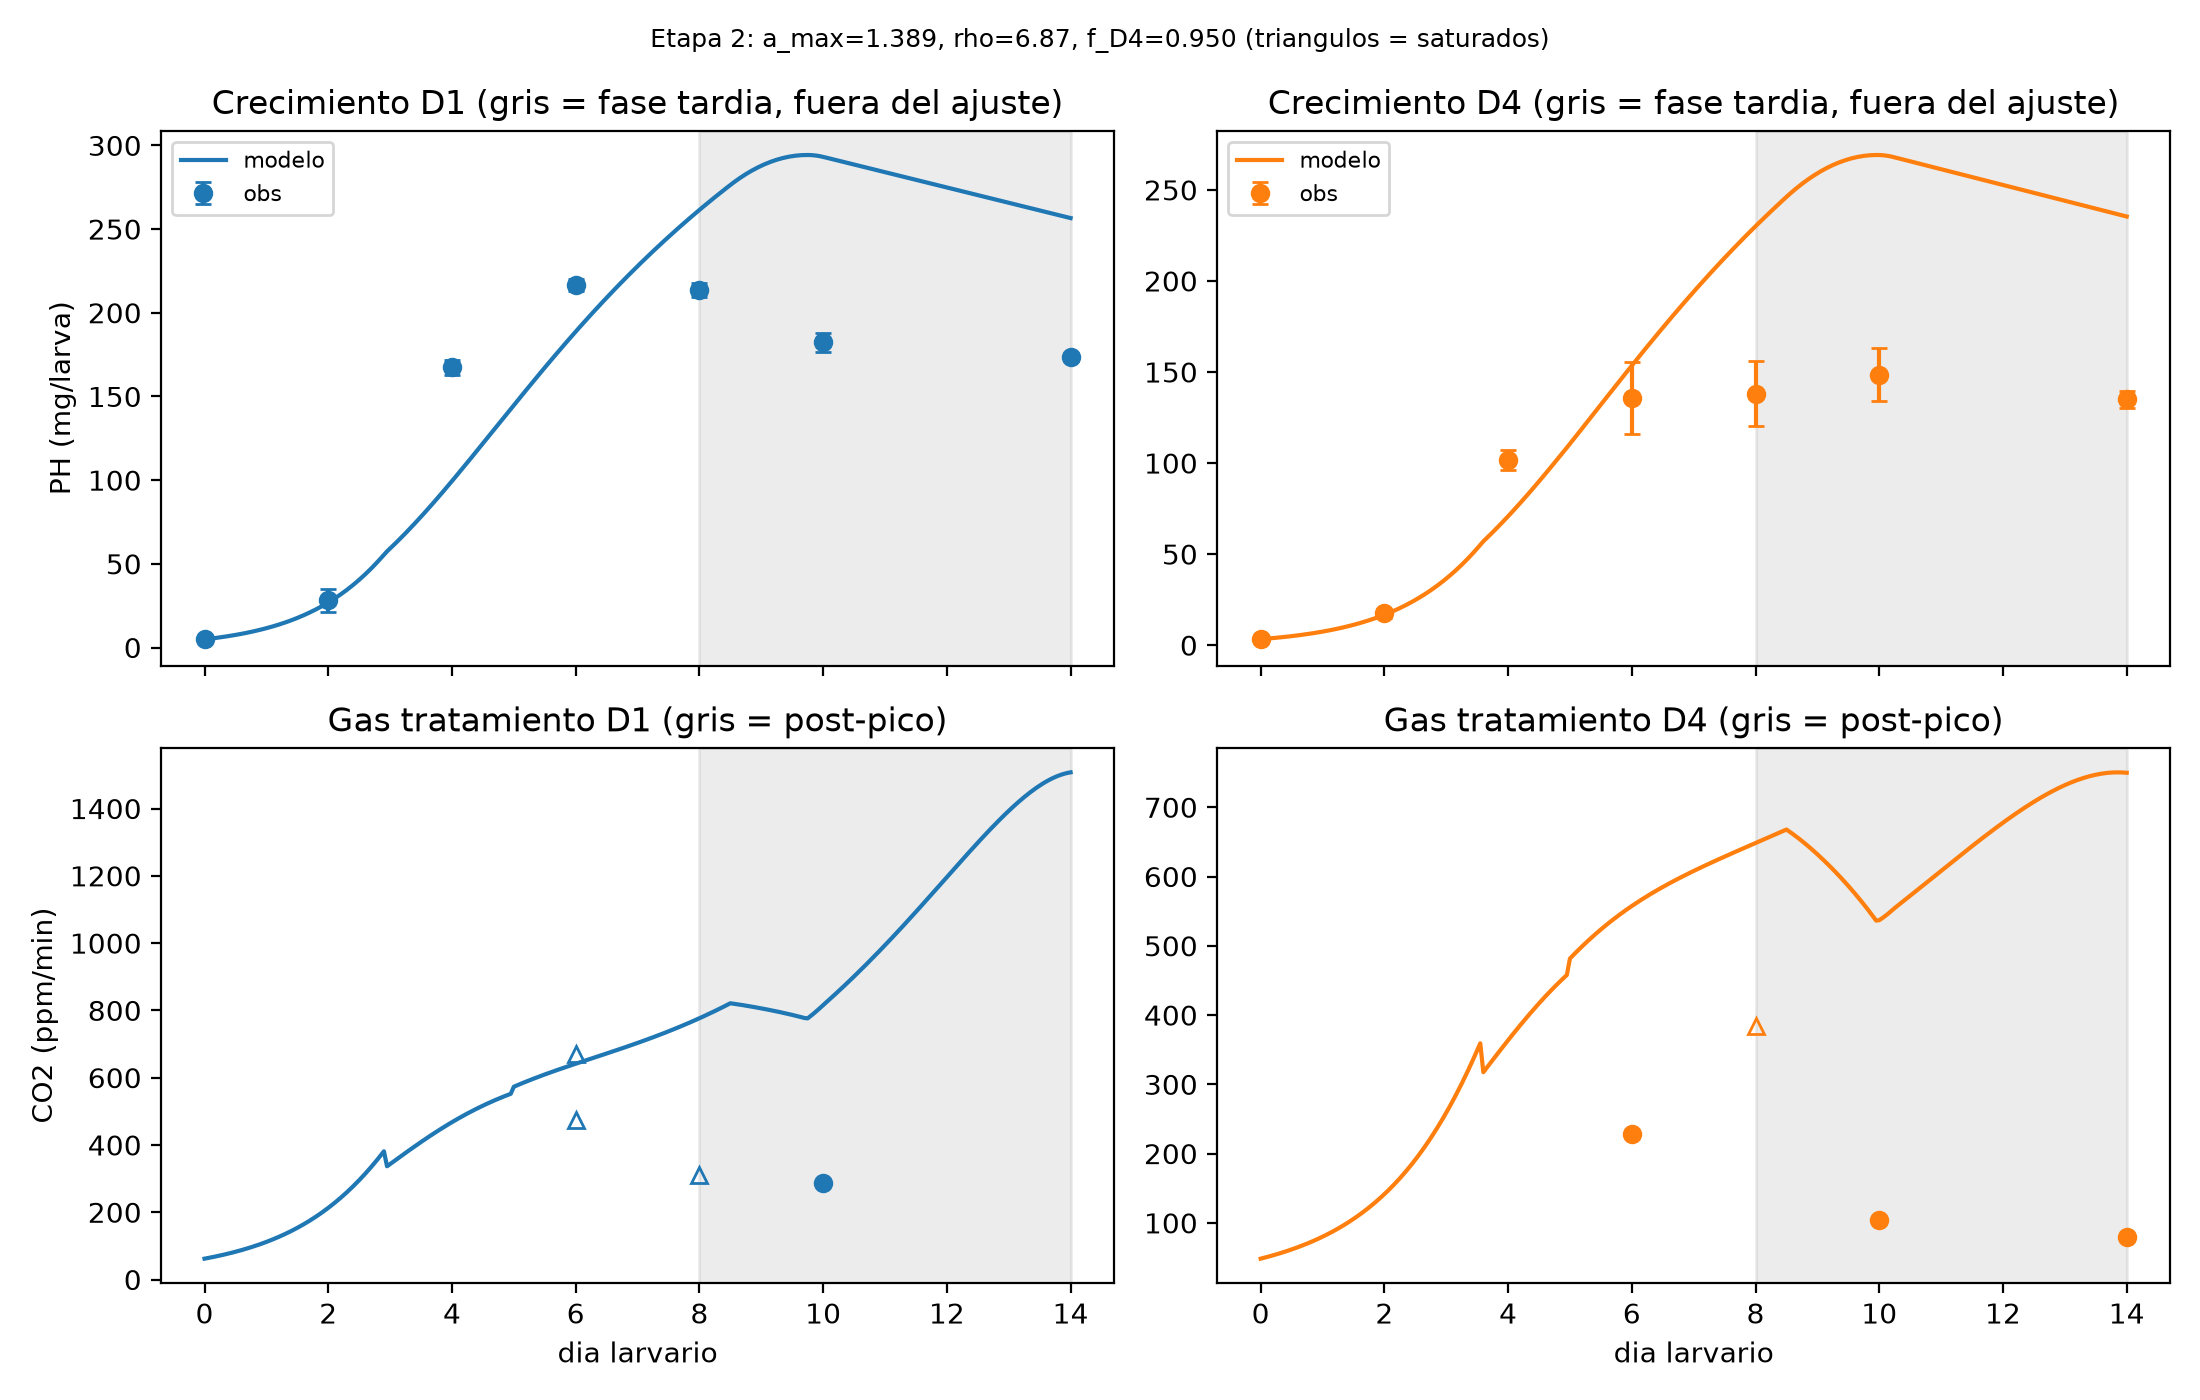 Etapa 2: a_max=1.389, rho=6.87, f_D4=0.950 (triangulos = saturados)
Crecimiento D1 (gris = fase tardia, fuera del ajuste)
300
250
200
150
100
50
0
PH (mg/larva)
modelo
obs
Crecimiento D4 (gris = fase tardia, fuera del ajuste)
250
200
150
100
50
0
modelo
obs
Gas tratamiento D1 (gris = post-pico)
1400
1200
1000
800
600
400
200
0
CO2 (ppm/min)
0 2 4 6 8 10 12 14
dia larvario
Gas tratamiento D4 (gris = post-pico)
700
600
500
400
300
200
100
0 2 4 6 8 10 12 14
dia larvario